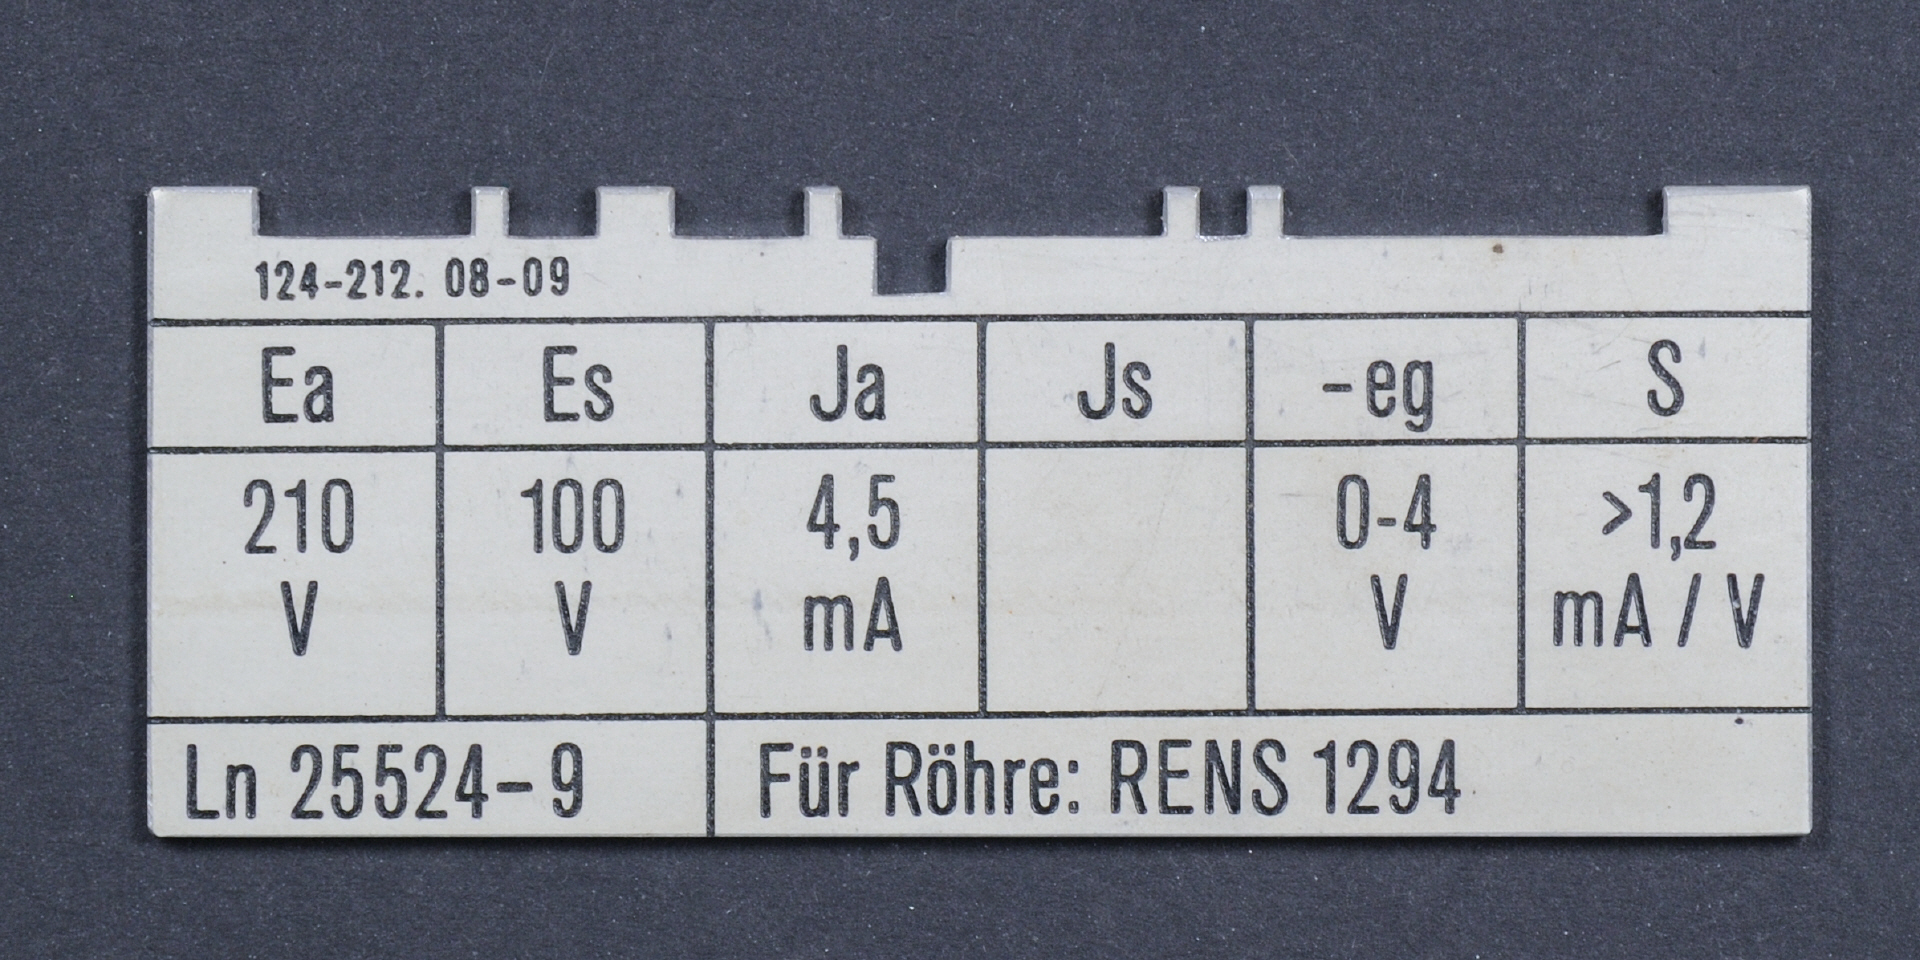 124-212. 08-09
Ea Es Ja Js -eg S
210 100 4,5 0-4 >1,2
V V mA V mA / V
Ln 25524-9 Für Röhre: RENS 1294